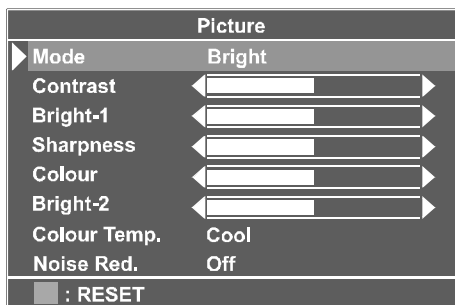 Picture
Mode Bright
Contrast
Bright-1
Sharpness
Colour
Bright-2
Colour Temp. Cool
Noise Red. Off
: RESET